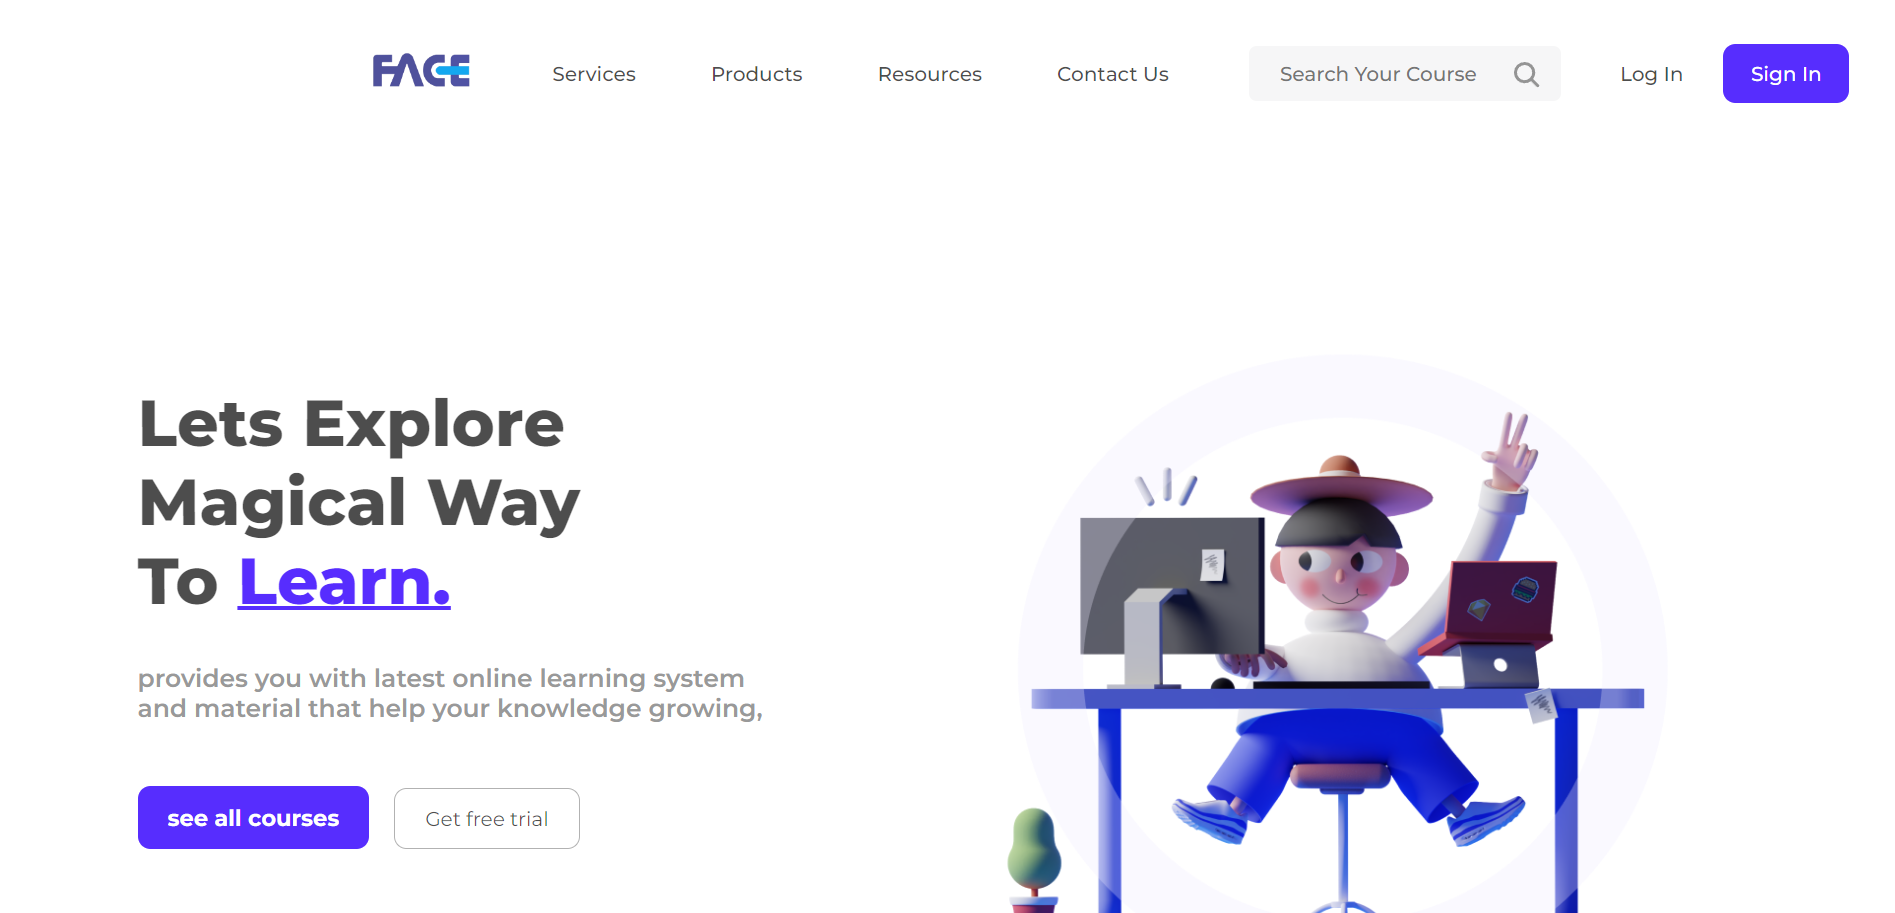 FACE
Services
Products
Resources
Contact Us
Search Your Course
Log In
Sign In
Lets Explore
Magical Way
To Learn.
provides you with latest online learning system
and material that help your knowledge growing,
see all courses
Get free trial